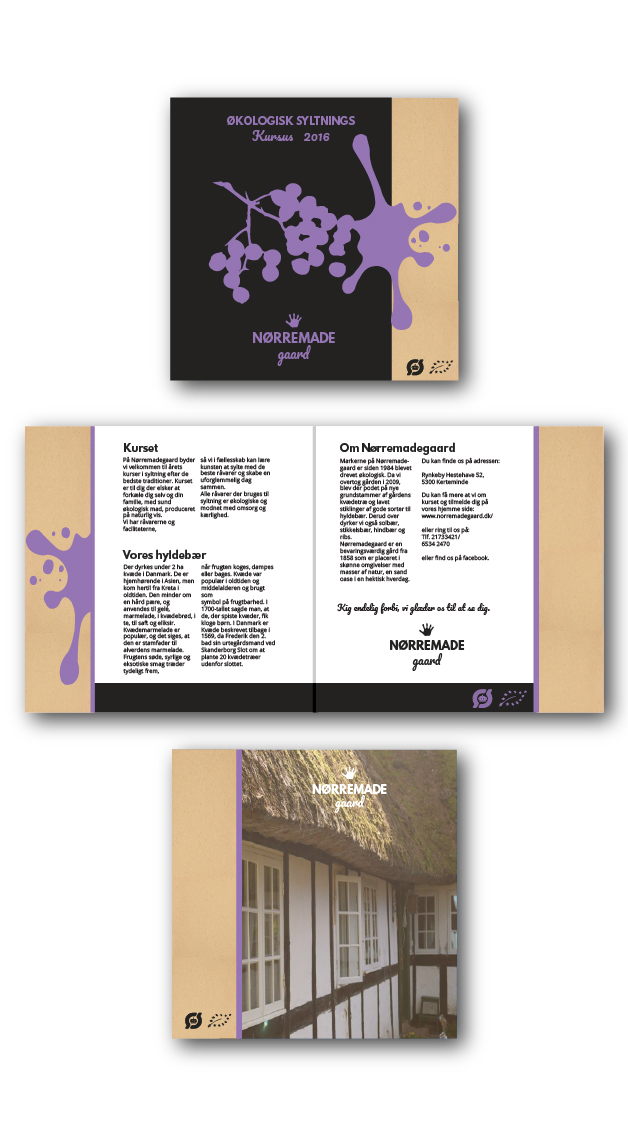 ØKOLOGISK SYLTNINGS
Kursus 2016
NØRREMADE
gaard
Kurset
På Nørremadegaard byder
vi velkommen til årets
kurser i syltning efter de
bedste traditioner. Kurset
er til dig der elsker at
forkæle dig selv og din
familie, med sund
økologisk mad, produceret
på naturlig vis.
Vi har råvarerne og
faciliteterne,
så vi i fællesskab kan lære
kunsten at sylte med de
beste råvarer og skabe en
uforglemmelig dag
sammen.
Alle råvarer der bruges til
syltning er økologiske og
modnet med omsorg og
kærlighed.
Vores hyldebær
Der dyrkes under 2 ha
kvæde i Danmark. De er
hjemhørende i Asien, men
kom hertil fra Kreta i
oldtiden. Den minder om
en hård pære, og
anvendes til gelé,
marmelade, i kvædebrød, i
te, til saft og eliksir.
Kvædemarmelade er
populær, og det siges, at
den er stamfader til
alverdens marmelade.
Frugtens søde, syrlige og
eksotiske smag træder
tydeligt frem,
når frugten koges, dampes
eller bages. Kvæde var
populær i oldtiden og
middelalderen og brugt
som
symbol på frugtbarhed. I
1700-tallet sagde man, at
de, der spiste kvæder, fik
kloge børn. I Danmark er
Kvæde beskrevet tilbage i
1569, da Frederik den 2.
bad sin urtegårdsmand ved
Skanderborg Slot om at
plante 20 kvædetræer
udenfor slottet.
Om Nørremadegaard
Markerne på Nørremade-
gaard er siden 1984 blevet
drevet økologisk. Da vi
overtog gården i 2009,
blev der podet på nye
grundstammer af gårdens
kvædetræ og lavet
stiklinger af gode sorter til
hyldebær. Derud over
dyrker vi også solbær,
stikkelsbær, hindbær og
ribs.
Nørremadegaard er en
bevaringsværdig gård fra
1858 som er placeret i
skønne omgivelser med
masser af natur, en sand
oase i en hektisk hverdag.
Du kan finde os på adressen:
Rynkeby Hestehave 52,
5300 Kerteminde
Du kan få mere at vi om
kurset og tilmelde dig på
vores hjemme side:
www.norremadegaard.dk/
eller ring til os på:
Tlf. 21733421/
6534 2470
eller find os på facebook.
Kig endelig forbi, vi glæder os til at se dig.
NØRREMADE
gaard
NØRREMADE
gaard